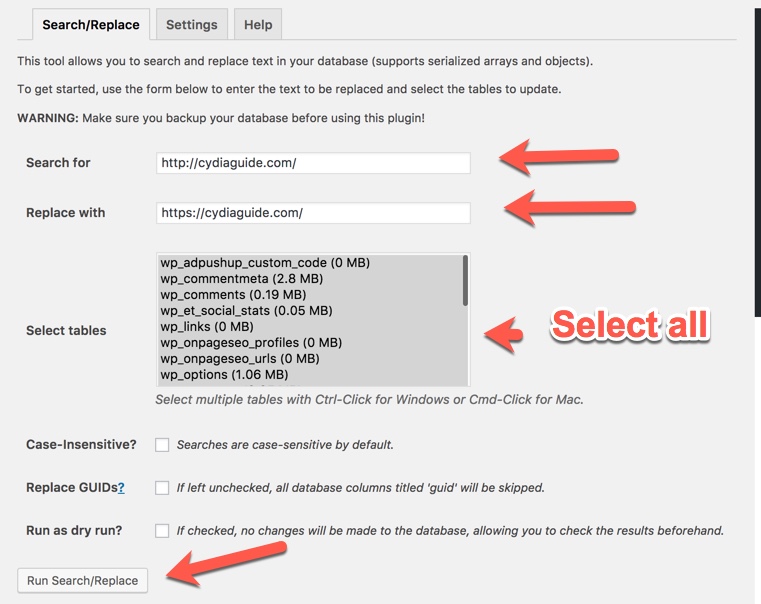 Search/Replace Settings Help
This tool allows you to search and replace text in your database (supports serialized arrays and objects).
To get started, use the form below to enter the text to be replaced and select the tables to update.
WARNING: Make sure you backup your database before using this plugin!
Search for http://cydiaguide.com/
Replace with https://cydiaguide.com/
wp_adpushup_custom_code (0 MB)
wp_commentmeta (2.8 MB)
wp_comments (0.19 MB)
wp_et_social_stats (0.05 MB)
wp_links (0 MB)
Select tables
wp_onpageseo_profiles (0 MB)
wp_onpageseo_urls (0 MB)
wp_options (1.06 MB)
Select all
Select multiple tables with Ctrl-Click for Windows or Cmd-Click for Mac.
Case-Insensitive? Searches are case-sensitive by default.
Replace GUIDs? If left unchecked, all database columns titled 'guid' will be skipped.
Run as dry run? If checked, no changes will be made to the database, allowing you to check the results beforehand.
Run Search/Replace